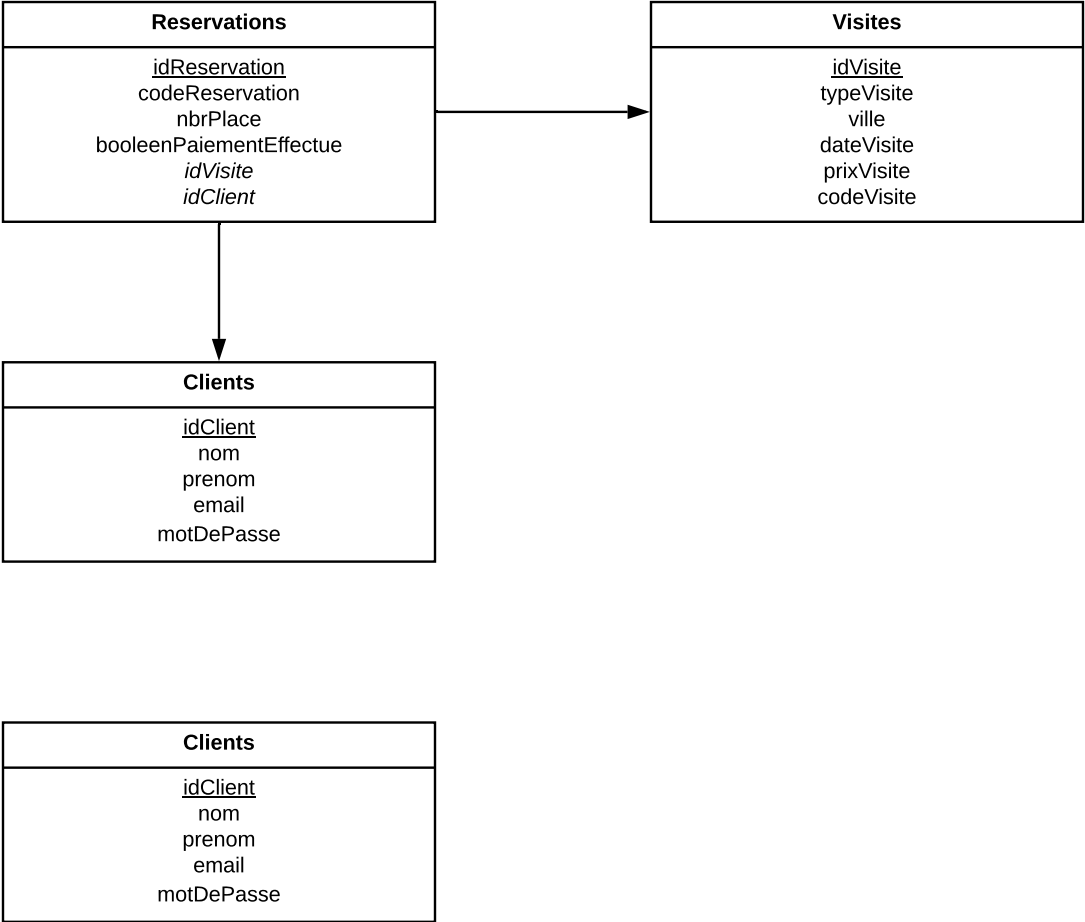 Reservations
idReservation
codeReservation
nbrPlace
booleenPaiementEffectue
idVisite
idClient
Visites
idVisite
typeVisite
ville
dateVisite
prixVisite
codeVisite
Clients
idClient
nom
prenom
email
motDePasse
Clients
idClient
nom
prenom
email
motDePasse